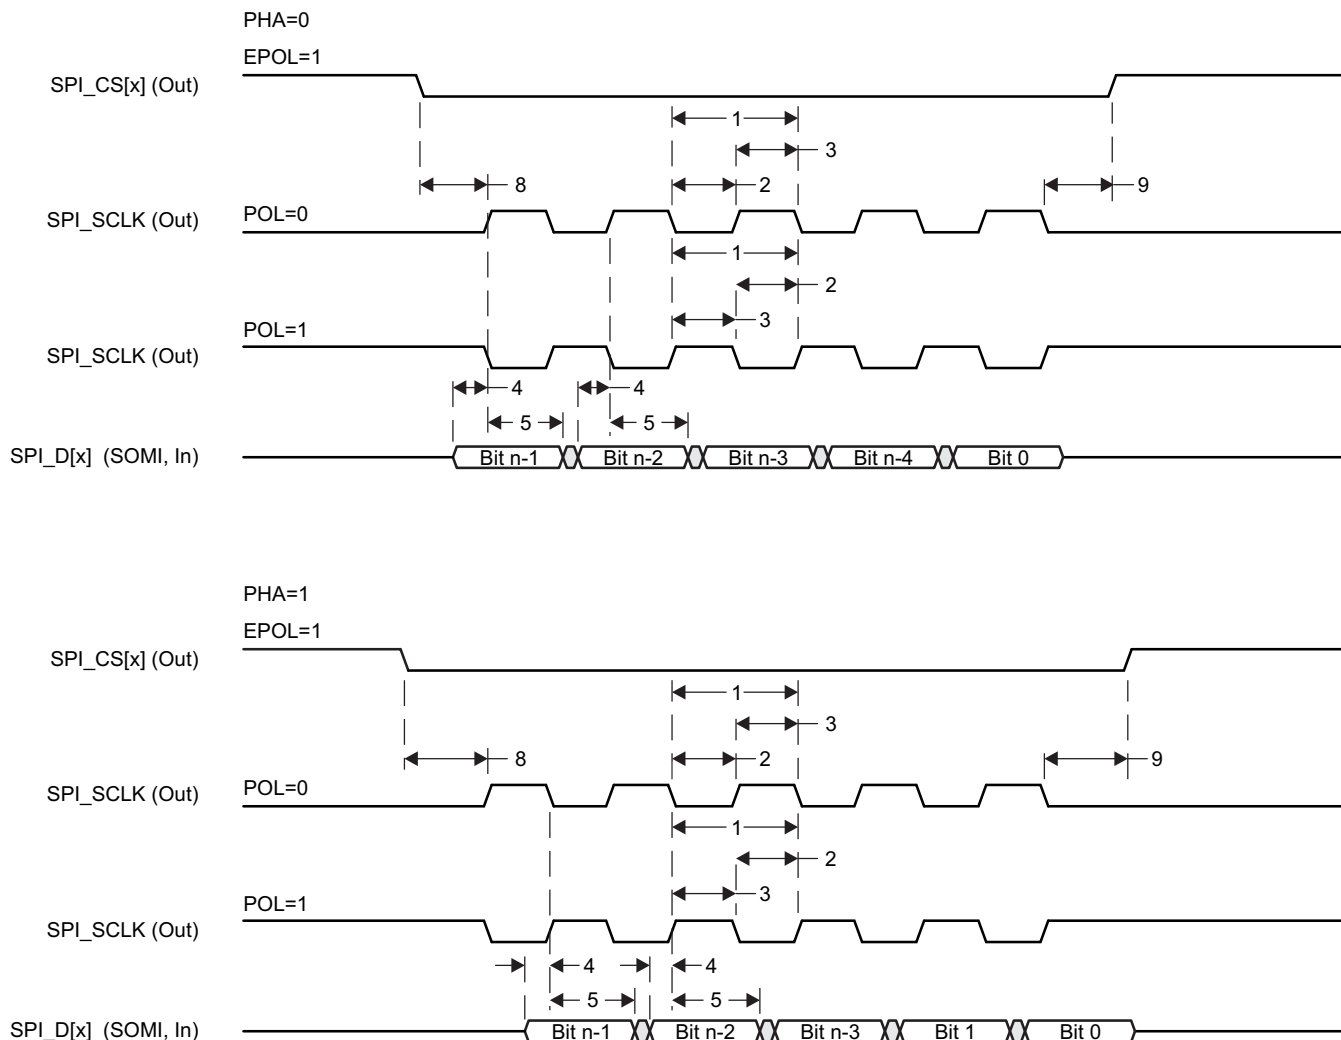 PHA=0
EPOL=1
SPI_CS[x] (Out)
1
3
8
2
9
SPI_SCLK (Out)
POL=0
1
2
3
POL=1
SPI_SCLK (Out)
4
4
5
5
SPI_D[x] (SOMI, In)
Bit n-1
Bit n-2
Bit n-3
Bit n-4
Bit 0
PHA=1
EPOL=1
SPI_CS[x] (Out)
1
3
8
2
9
SPI_SCLK (Out)
POL=0
1
2
3
POL=1
SPI_SCLK (Out)
4
4
5
5
SPI_D[x] (SOMI, In)
Bit n-1
Bit n-2
Bit n-3
Bit 1
Bit 0